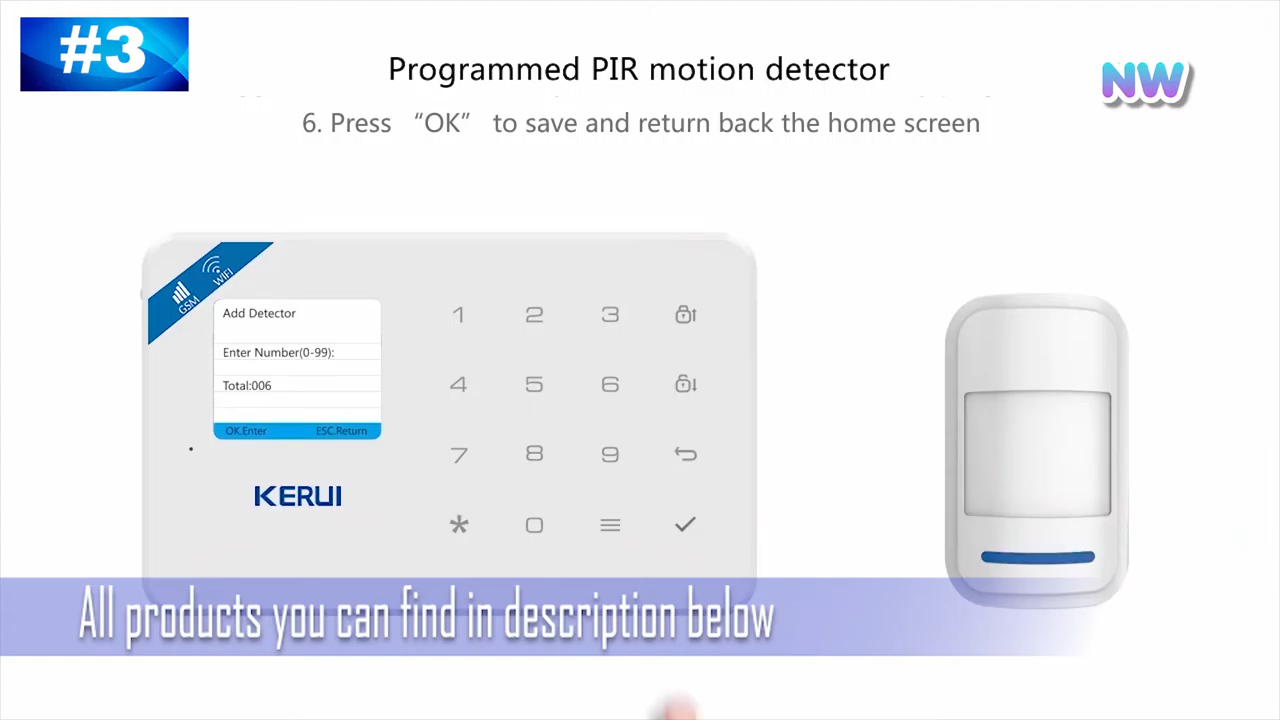 #3
Programmed PIR motion detector
NW
6. Press “OK” to save and return back the home screen
GSM WIFI
Add Detector
Enter Number(0-99):
Total:006
OK.Enter ESC.Return
1 2 3
4 5 6
7 8 9
* 0
KERUI
All products you can find in description below